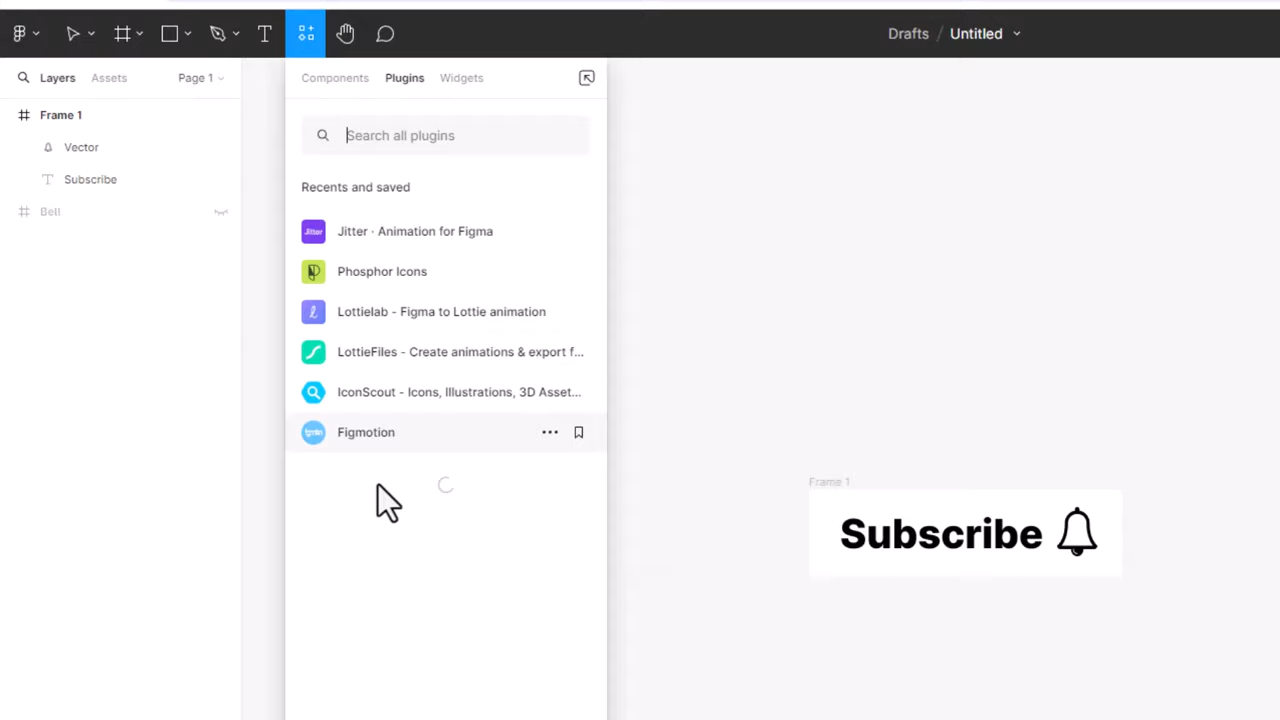 Drafts / Untitled
Layers Assets Page 1
Components Plugins Widgets
Frame 1
Vector
Subscribe
Bell
Search all plugins
Recents and saved
Jitter
Jitter · Animation for Figma
Phosphor Icons
Lottielab - Figma to Lottie animation
LottieFiles - Create animations & export f...
IconScout - Icons, Illustrations, 3D Asset...
Figmotion
Frame 1
Subscribe